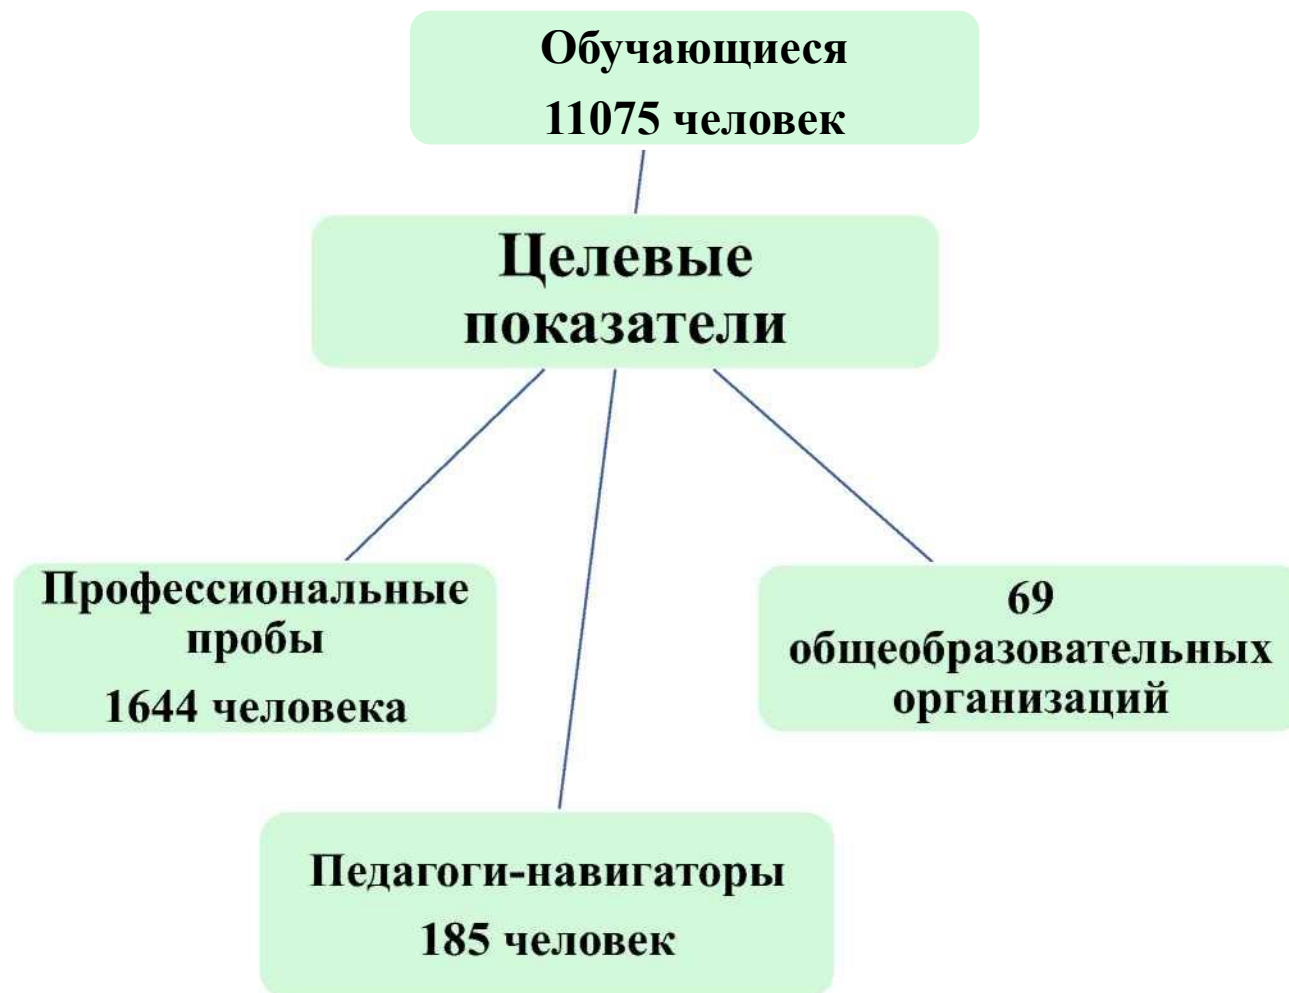 Обучающиеся
11075 человек
Целевые
показатели
Профессиональные
пробы
1644 человека
69
общеобразовательных
организаций
Педагоги-навигаторы
185 человек